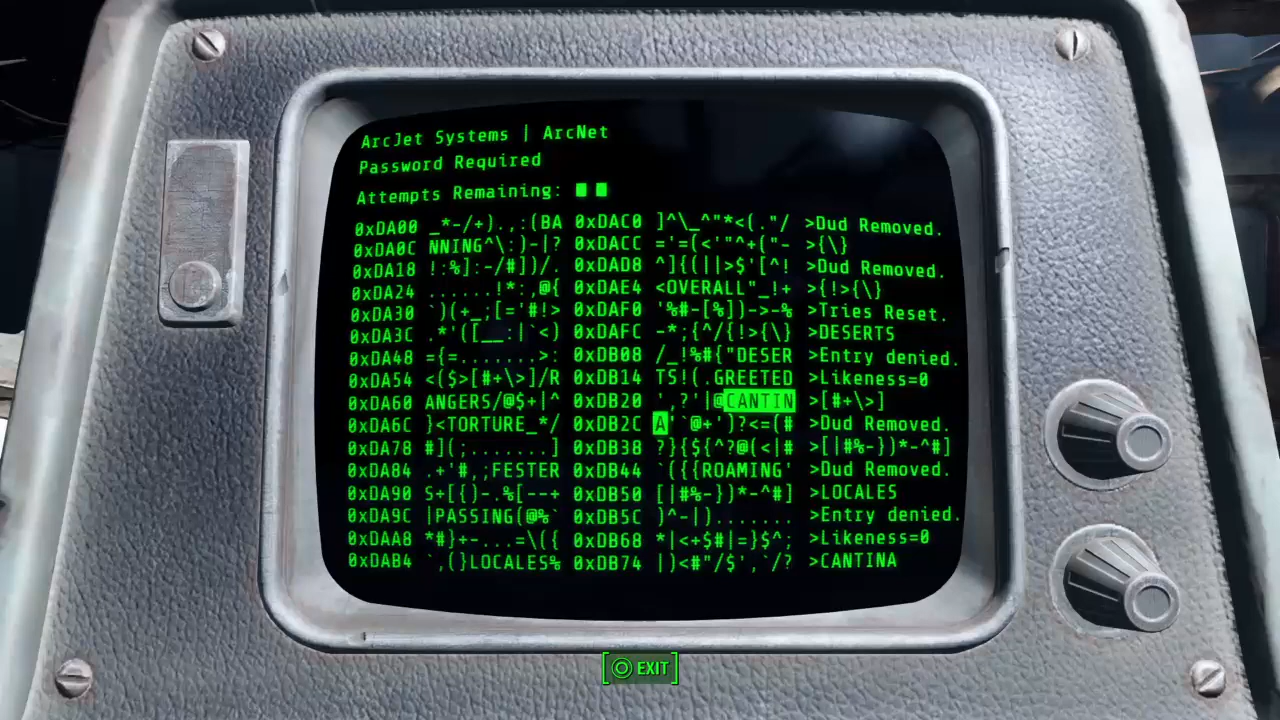 ArcJet Systems | ArcNet
Password Required
Attempts Remaining: ■ ■
0xDA00 _*-/+).,:(BA 0xDAC0 ]^\_^"*<(."/ >Dud Removed.
0xDA0C NNING^\:)-|? 0xDACC ='=(<'"^+("- >{\}
0xDA18 !:%]:-/#])/. 0xDAD8 ^]{(||>$'[^! >Dud Removed.
0xDA24 ......!*:,@{ 0xDAE4 <OVERALL"_!+ >{!>{\}
0xDA30 `)(+_;[='#!> 0xDAF0 '%#-[%])->-% >Tries Reset.
0xDA3C .*'([__:|`<) 0xDAFC -*;{^/{!>{\} >DESERTS
0xDA48 ={=.......>: 0xDB08 /_!%#{"DESER >Entry denied.
0xDA54 <($>[#+\>]/R 0xDB14 TS!(.GREETED >Likeness=0
0xDA60 ANGERS/@$+|^ 0xDB20 ',?'|@CANTIN >[#+\>]
0xDA6C }<TORTURE_*/ 0xDB2C A'`@+')?<=(# >Dud Removed.
0xDA78 #](;.......] 0xDB38 ?}{${^?@(<|# >[|#%-})*-^#]
0xDA84 .+'#,;FESTER 0xDB44 `({{ROAMING' >Dud Removed.
0xDA90 S+[{)-.%[--+ 0xDB50 [|#%-})*-^#] >LOCALES
0xDA9C |PASSING(@%` 0xDB5C )^-|)....... >Entry denied.
0xDAA8 *#}+-...=\({ 0xDB68 *|<+$#|=}$^; >Likeness=0
0xDAB4 `,(}LOCALES% 0xDB74 |)<#"/$',`/? >CANTINA
EXIT